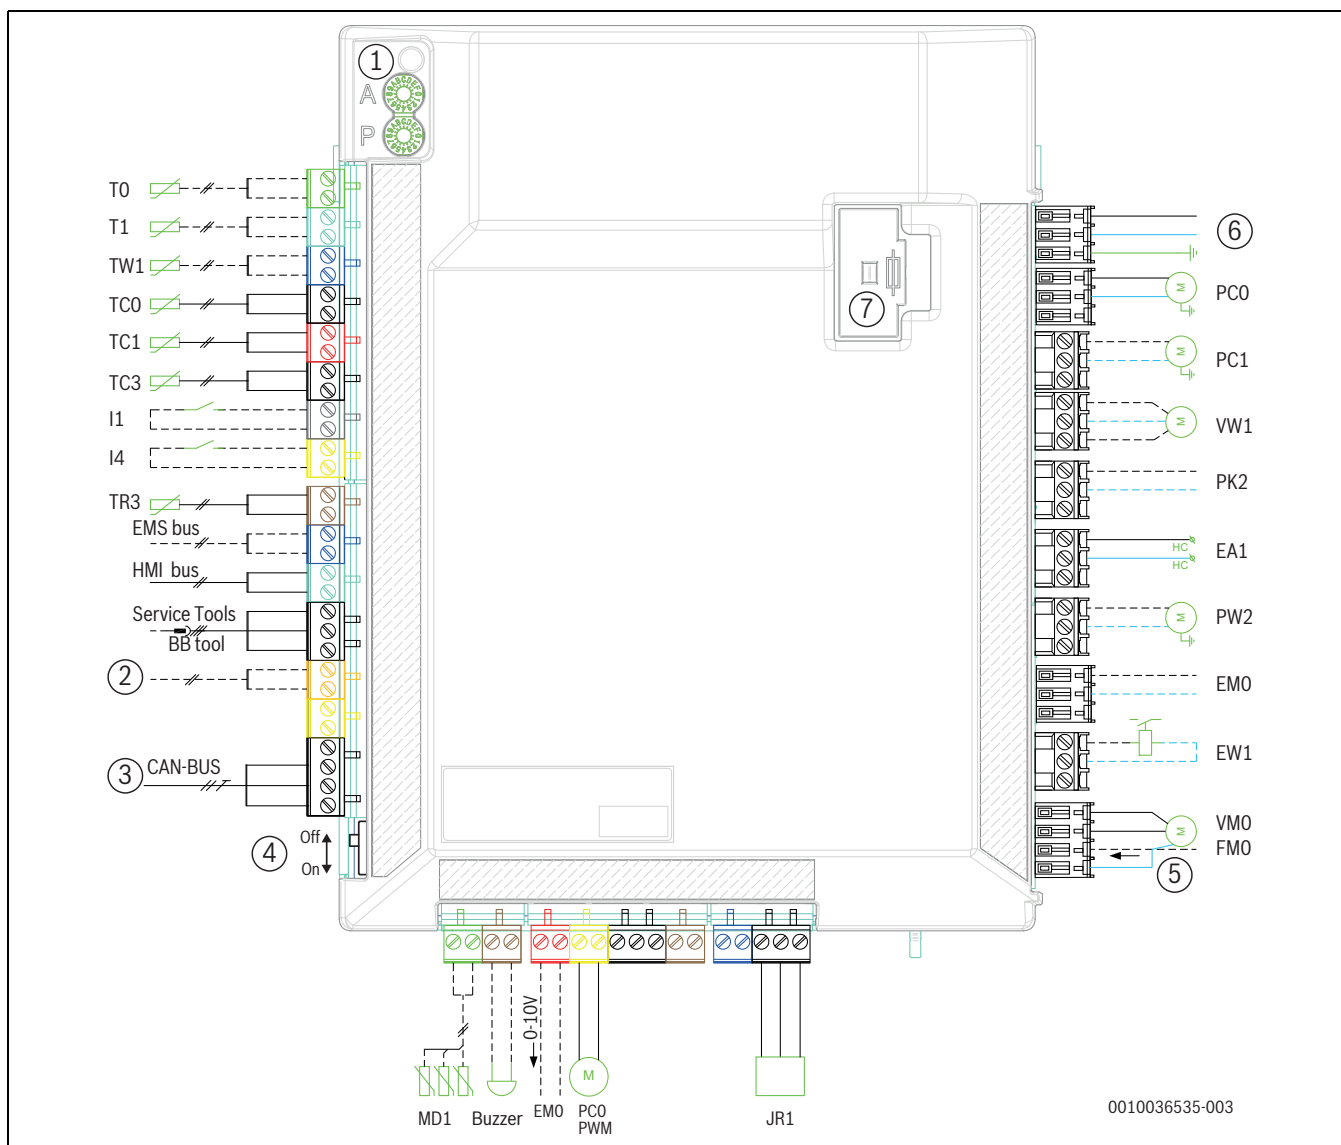 1
A
P
T0
T1
TW1
TC0
TC1
TC3
I1
I4
TR3
EMS bus
HMI bus
Service Tools
BB tool
2
3 CAN-BUS
4
Off
On
6
7
PC0
M
PC1
M
VW1
M
PK2
EA1
HC
HC
PW2
M
EM0
EW1
VM0
M
FM0
5
0-10V
MD1
Buzzer
EM0
M
PC0
PWM
JR1
0010036535-003